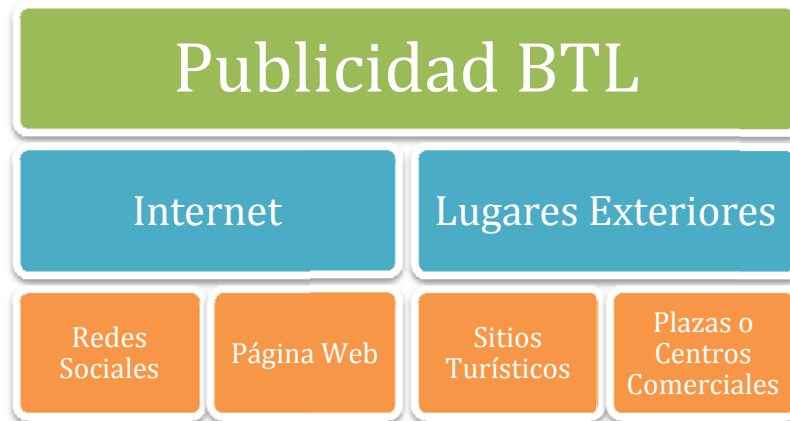 Publicidad BTL
Internet
Lugares Exteriores
Redes
Sociales
Página Web
Sitios
Turísticos
Plazas o
Centros
Comerciales